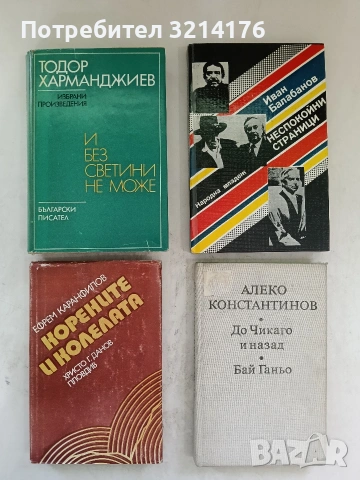 Поръчки 3214176
ТОДОР
ХАРМАНДЖИЕВ
ИЗБРАНИ
ПРОИЗВЕДЕНИЯ
И
БЕЗ
СВЕТИНИ
НЕ МОЖЕ
БЪЛГАРСКИ
ПИСАТЕЛ
Иван Балабанов
НЕСПОКОЙНИ
СТРАНИЦИ
Народна младеж
ЕФРЕМ КАРАНФИЛОВ
КОРЕНИТЕ
И КОЛЕЛАТА
ХРИСТО Г. ДАНОВ
ПЛОВДИВ
АЛЕКО
КОНСТАНТИНОВ
До Чикаго
и назад
Бай Ганьо
BAZAR